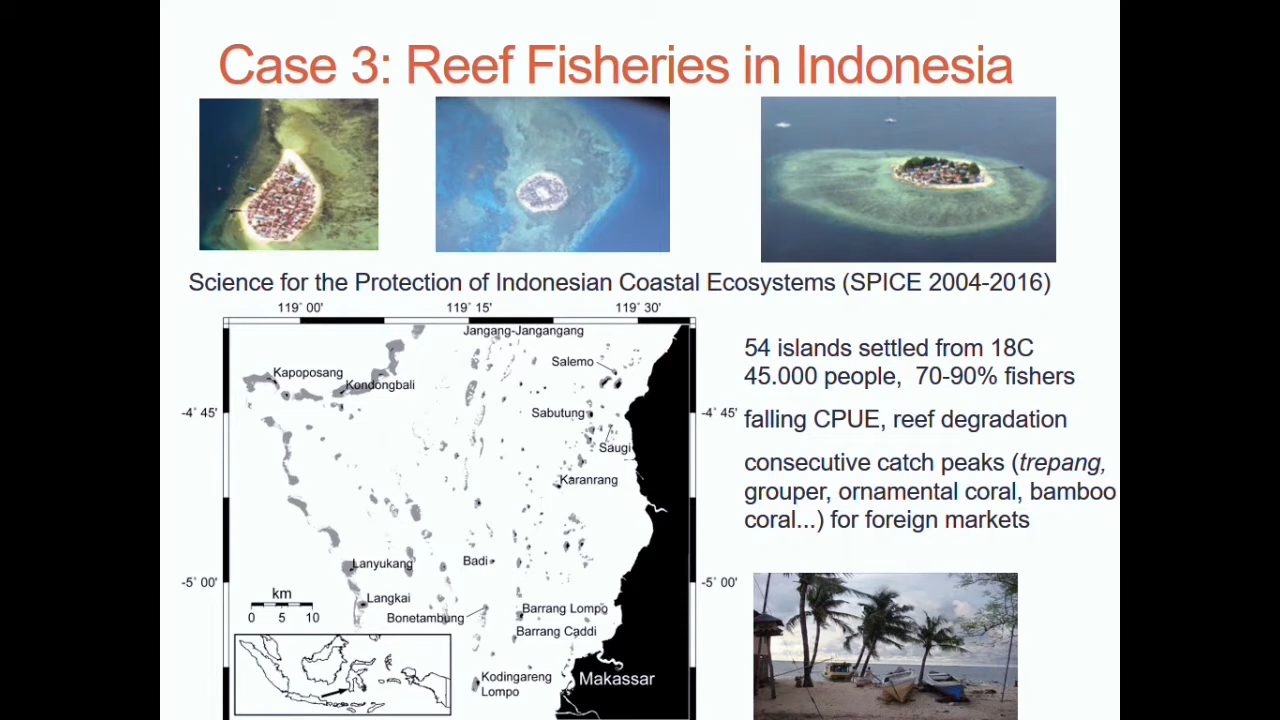 Case 3: Reef Fisheries in Indonesia
Science for the Protection of Indonesian Coastal Ecosystems (SPICE 2004-2016)
119˚ 00' 119˚ 15' 119˚ 30'
Jangang-Jangangang
Salemo
Kapoposang
Kondongbali
-4˚ 45' Sabutung -4˚ 45'
Saugi
Karanrang
Lanyukang Badi
-5˚ 00' -5˚ 00'
km
0 5 10
Langkai
Bonetambung
Barrang Lompo
Barrang Caddi
Kodingareng
Lompo
Makassar
54 islands settled from 18C
45.000 people, 70-90% fishers
falling CPUE, reef degradation
consecutive catch peaks (trepang,
grouper, ornamental coral, bamboo
coral...) for foreign markets